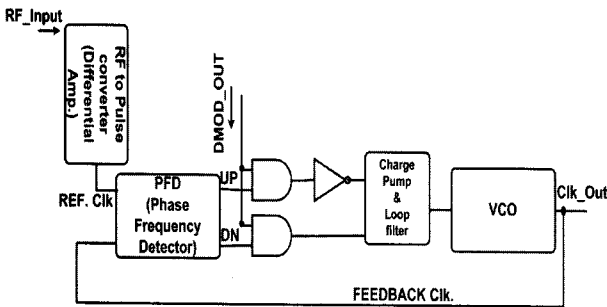 RF_Input
RF to Pulse
converter
(Differential
Amp.)
DMOD_OUT
REF. Clk
PFD
(Phase
Frequency
Detector)
UP
DN
Charge
Pump
&
Loop
filter
VCO
Clk_Out
FEEDBACK Clk.